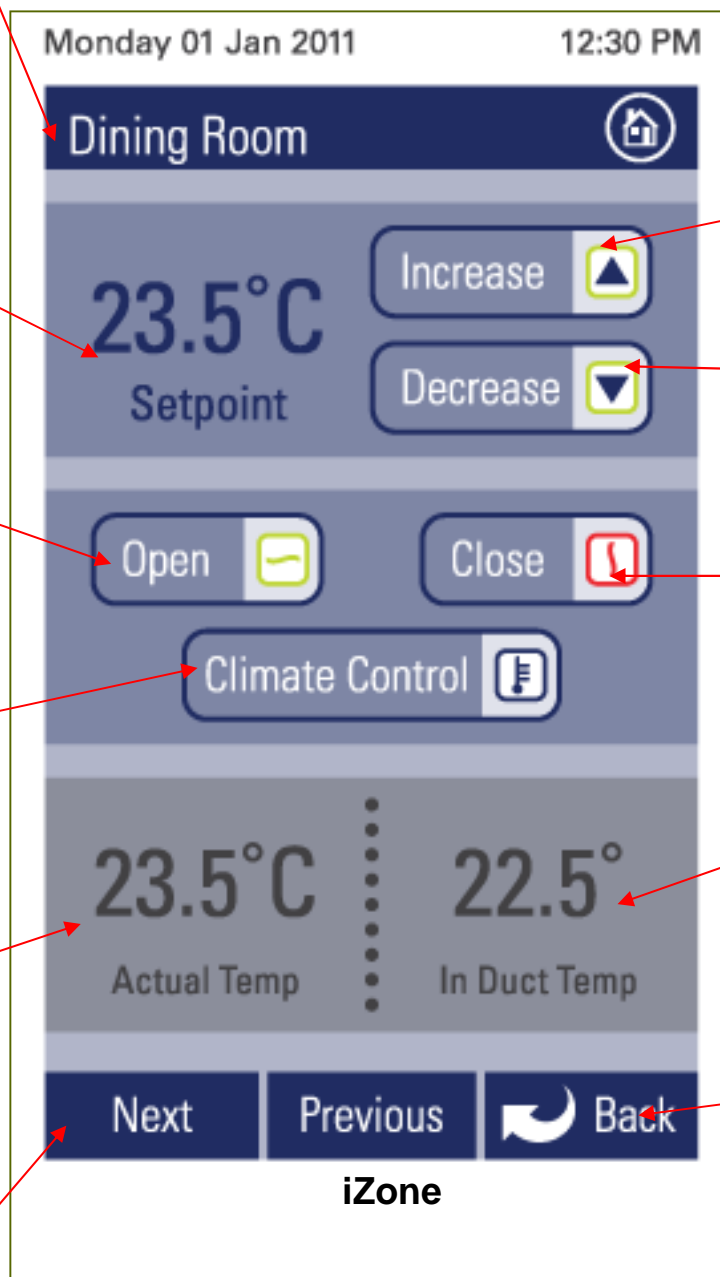 Monday 01 Jan 2011 12:30 PM
Dining Room
23.5°C
Setpoint
Increase
Decrease
Open
Close
Climate Control
23.5°C
Actual Temp
22.5°
In Duct Temp
Next Previous Back
iZone